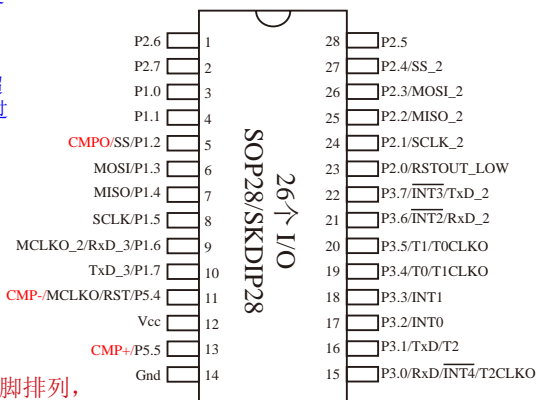 P2.6 1 28 P2.5
P2.7 2 27 P2.4/SS_2
P1.0 3 26 P2.3/MOSI_2
P1.1 4 25 P2.2/MISO_2
CMPO/SS/P1.2 5 24 P2.1/SCLK_2
MOSI/P1.3 6 23 P2.0/RSTOUT_LOW
MISO/P1.4 7 22 P3.7/INT3/TxD_2
SCLK/P1.5 8 21 P3.6/INT2/RxD_2
MCLKO_2/RxD_3/P1.6 9 20 P3.5/T1/T0CLKO
TxD_3/P1.7 10 19 P3.4/T0/T1CLKO
CMP-/MCLKO/RST/P5.4 11 18 P3.3/INT1
Vcc 12 17 P3.2/INT0
CMP+/P5.5 13 16 P3.1/TxD/T2
Gnd 14 15 P3.0/RxD/INT4/T2CLKO
26个 I/O
SOP28/SKDIP28
脚排列，